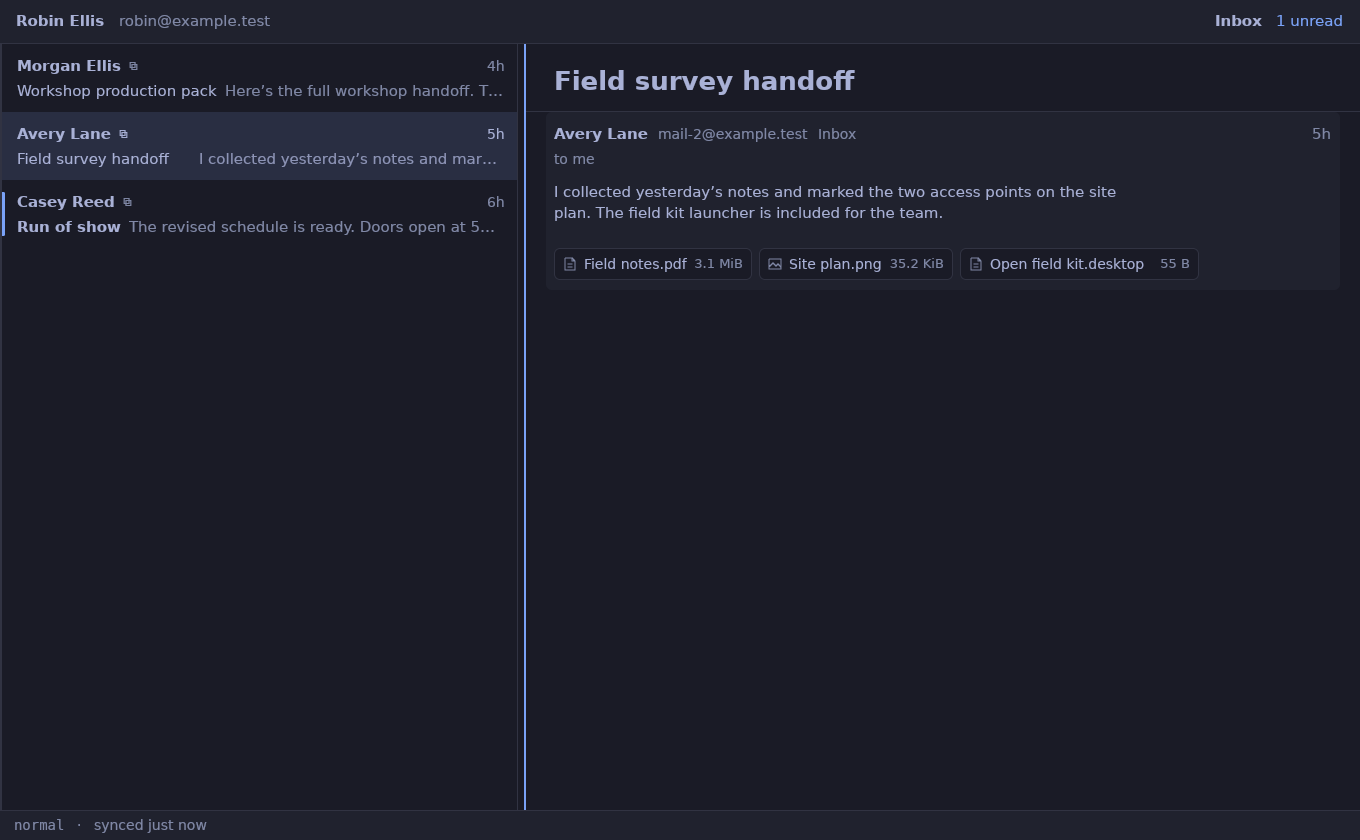 Robin Ellis robin@example.test Inbox 1 unread
Morgan Ellis 4h
Workshop production pack Here’s the full workshop handoff. T…
Avery Lane 5h
Field survey handoff I collected yesterday’s notes and mar…
Casey Reed 6h
Run of show The revised schedule is ready. Doors open at 5…
Field survey handoff
Avery Lane mail-2@example.test Inbox 5h
to me
I collected yesterday’s notes and marked the two access points on the site
plan. The field kit launcher is included for the team.
Field notes.pdf 3.1 MiB Site plan.png 35.2 KiB Open field kit.desktop 55 B
normal · synced just now